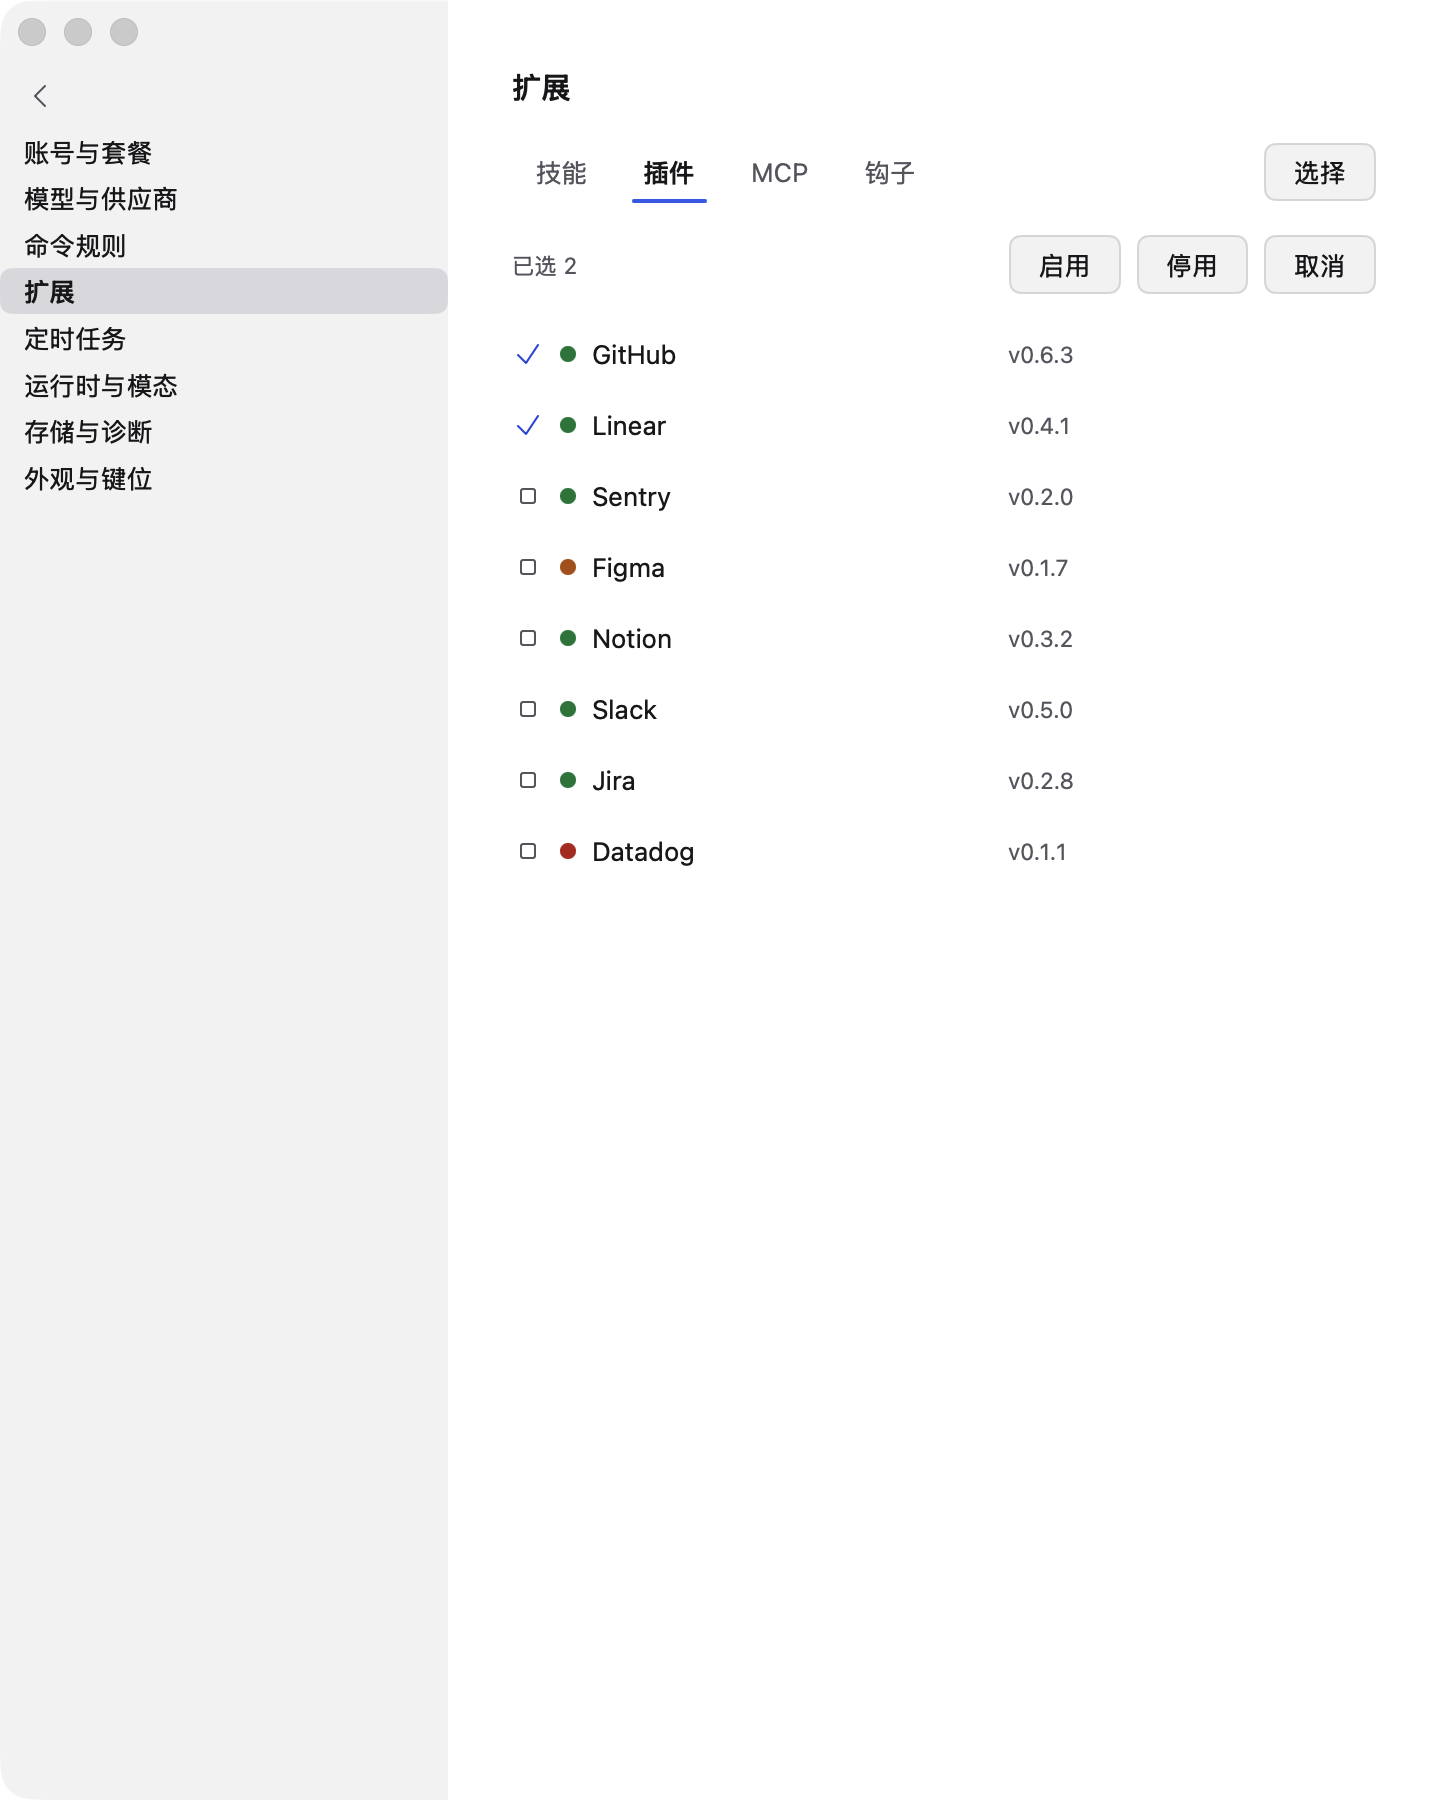 账号与套餐
模型与供应商
命令规则
扩展
定时任务
运行时与模态
存储与诊断
外观与键位
扩展
技能 插件 MCP 钩子 选择
已选 2 启用 停用 取消
GitHub v0.6.3
Linear v0.4.1
Sentry v0.2.0
Figma v0.1.7
Notion v0.3.2
Slack v0.5.0
Jira v0.2.8
Datadog v0.1.1